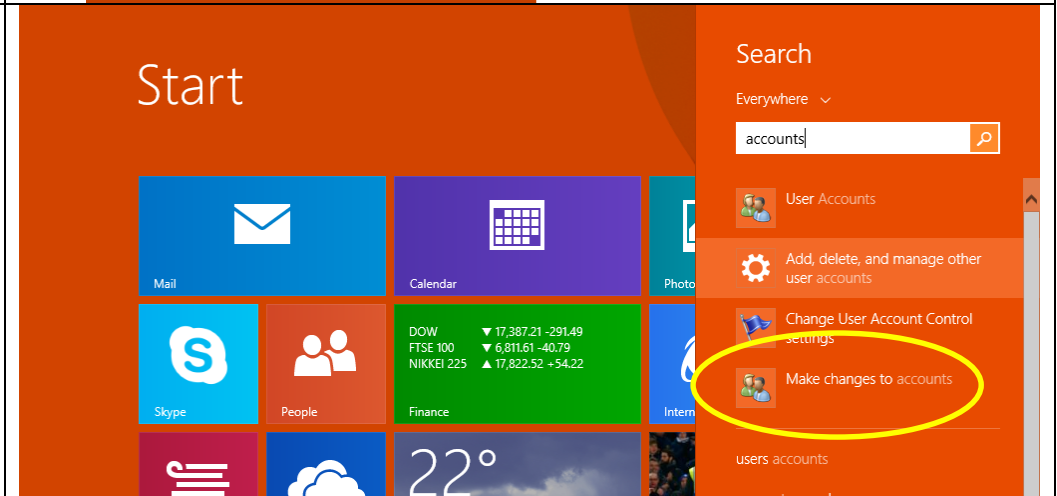 Start
Mail
Calendar
Photo
Skype
People
DOW ▼ 17,387.21 -291.49
FTSE 100 ▼ 6,811.61 -40.79
NIKKEI 225 ▲ 17,822.52 +54.22
Finance
Intern
22°
Search
Everywhere
accounts
User Accounts
Add, delete, and manage other
user accounts
Change User Account Control
settings
Make changes to accounts
users accounts